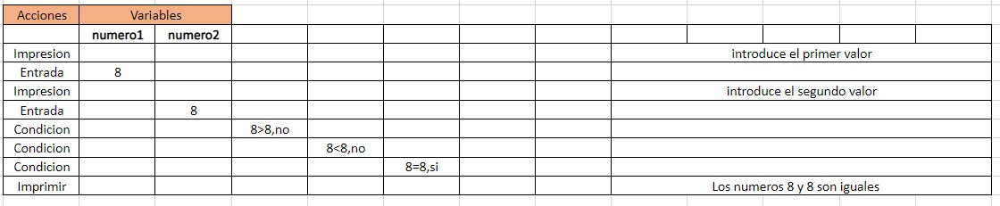 Acciones Variables
numero1 numero2
Impresion introduce el primer valor
Entrada 8
Impresion introduce el segundo valor
Entrada 8
Condicion 8>8,no
Condicion 8<8,no
Condicion 8=8,si
Imprimir Los numeros 8 y 8 son iguales